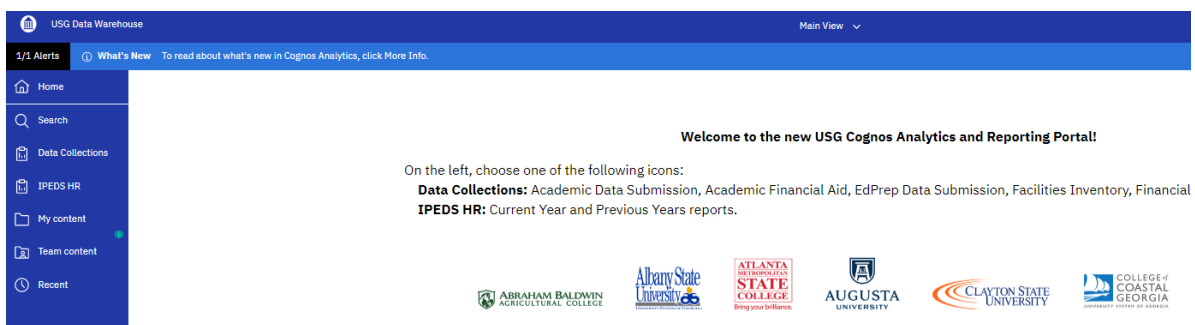 USG Data Warehouse
Main View
1/1 Alerts
What's New To read about what's new in Cognos Analytics, click More Info.
Home
Search
Data Collections
IPEDS HR
My content
Team content
Recent
Welcome to the new USG Cognos Analytics and Reporting Portal!
On the left, choose one of the following icons:
Data Collections: Academic Data Submission, Academic Financial Aid, EdPrep Data Submission, Facilities Inventory, Financial
IPEDS HR: Current Year and Previous Years reports.
ABRAHAM BALDWIN
AGRICULTURAL COLLEGE
Albany State
University
ATLANTA
METROPOLITAN
STATE
COLLEGE
Bring your brilliance.
AUGUSTA
UNIVERSITY
CLAYTON STATE
UNIVERSITY
COLLEGE of
COASTAL
GEORGIA
UNIVERSITY SYSTEM OF GEORGIA